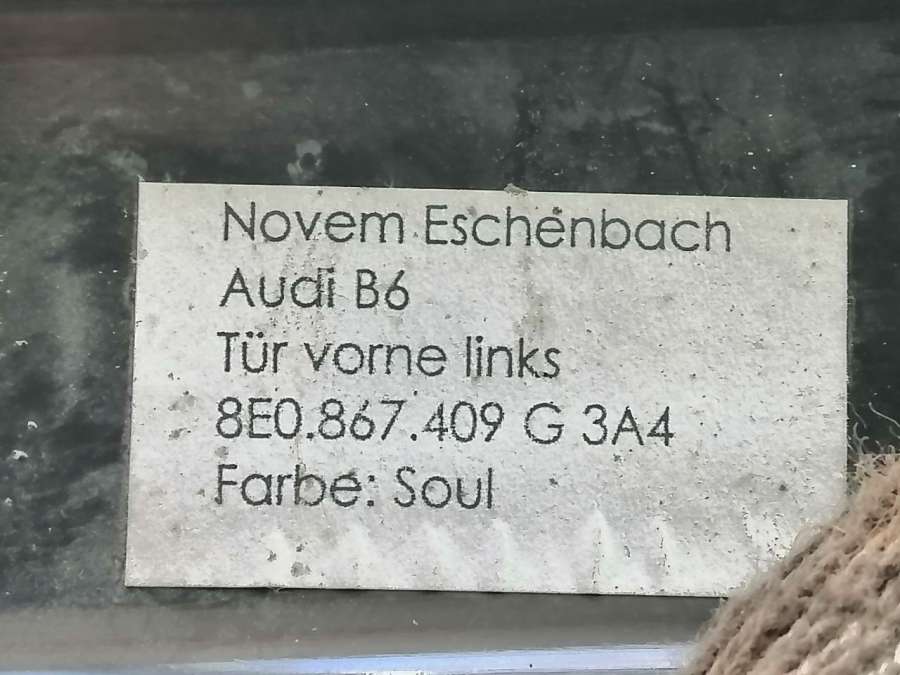 Novem Eschenbach
Audi B6
Tür vorne links
8E0.867.409 G 3A4
Farbe: Soul